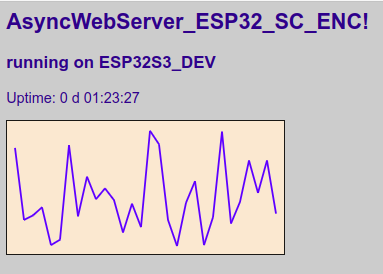 AsyncWebServer_ESP32_SC_ENC!
running on ESP32S3_DEV
Uptime: 0 d 01:23:27